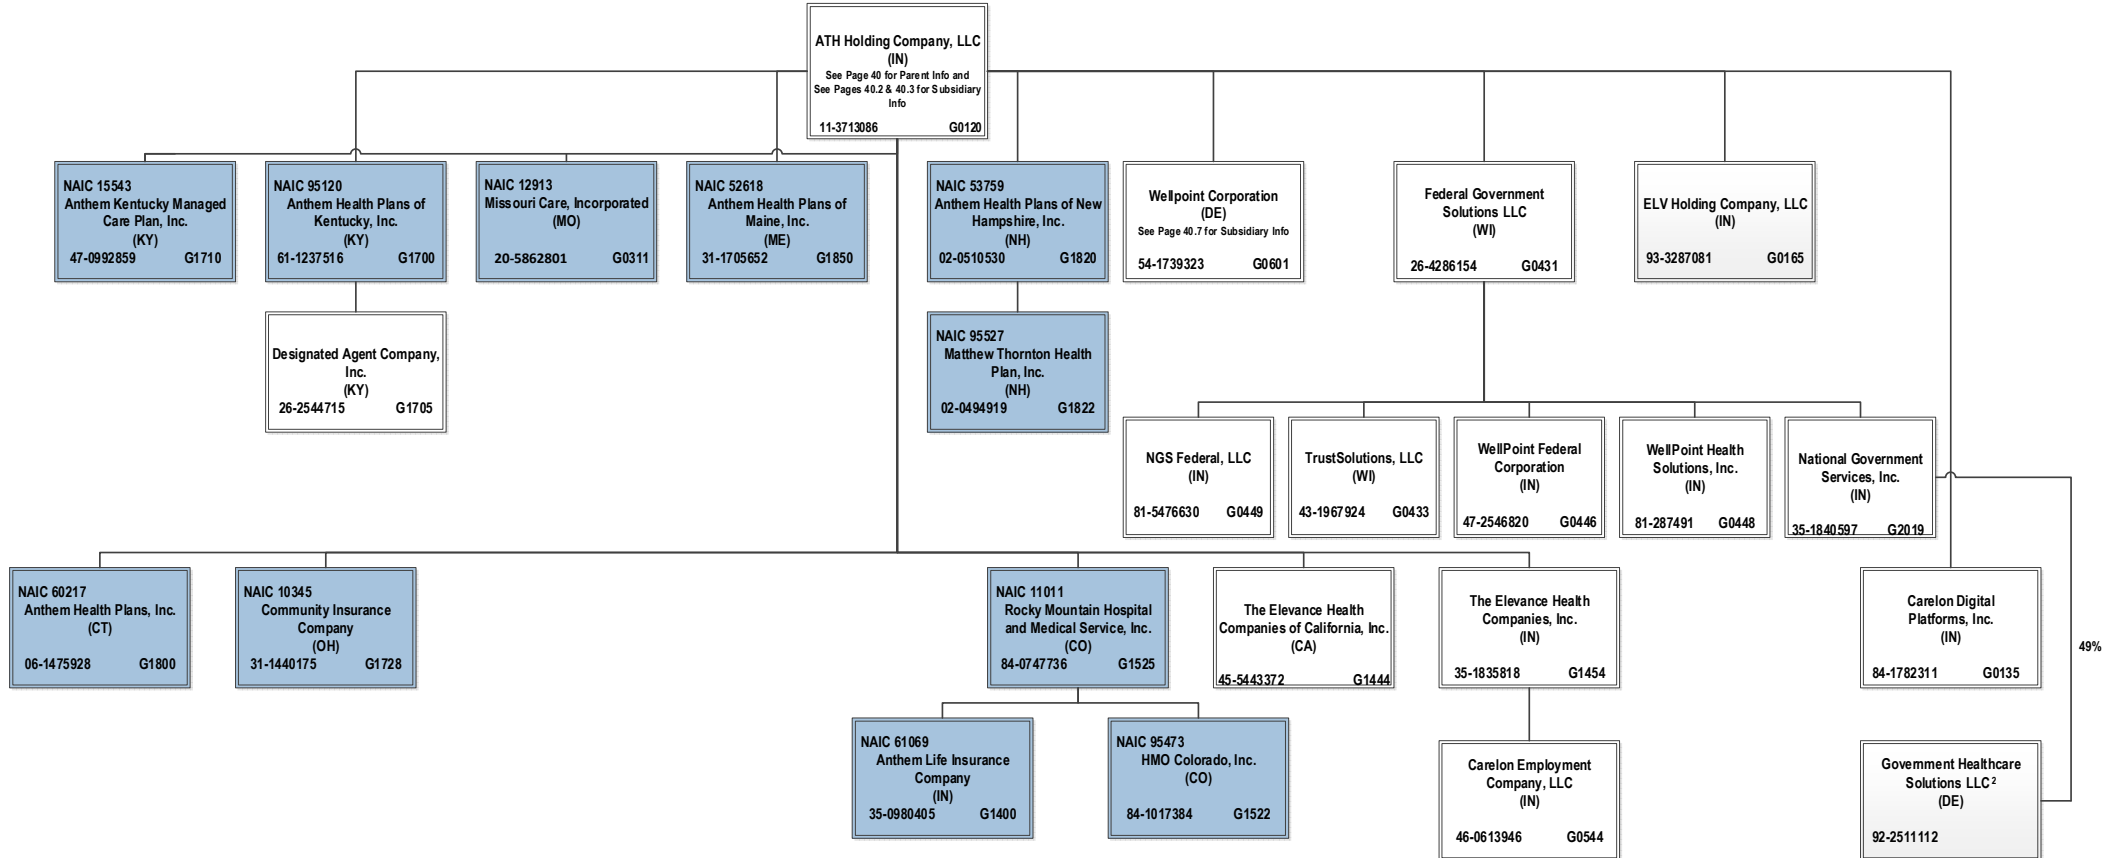 ATH Holding Company, LLC
(IN)
See Page 40 for Parent Info and
See Pages 40.2 & 40.3 for Subsidiary
Info
11-3713086 G0120
NAIC 15543
Anthem Kentucky Managed
Care Plan, Inc.
(KY)
47-0992859 G1710
NAIC 95120
Anthem Health Plans of
Kentucky, Inc.
(KY)
61-1237516 G1700
NAIC 12913
Missouri Care, Incorporated
(MO)
20-5862801 G0311
NAIC 52618
Anthem Health Plans of
Maine, Inc.
(ME)
31-1705652 G1850
NAIC 53759
Anthem Health Plans of New
Hampshire, Inc.
(NH)
02-0510530 G1820
Wellpoint Corporation
(DE)
See Page 40.7 for Subsidiary Info
54-1739323 G0601
Federal Government
Solutions LLC
(WI)
26-4286154 G0431
ELV Holding Company, LLC
(IN)
93-3287081 G0165
Designated Agent Company,
Inc.
(KY)
26-2544715 G1705
NAIC 95527
Matthew Thornton Health
Plan, Inc.
(NH)
02-0494919 G1822
NGS Federal, LLC
(IN)
81-5476630 G0449
TrustSolutions, LLC
(WI)
43-1967924 G0433
WellPoint Federal
Corporation
(IN)
47-2546820 G0446
WellPoint Health
Solutions, Inc.
(IN)
81-287491 G0448
National Government
Services, Inc.
(IN)
35-1840597 G2019
NAIC 60217
Anthem Health Plans, Inc.
(CT)
06-1475928 G1800
NAIC 10345
Community Insurance
Company
(OH)
31-1440175 G1728
NAIC 11011
Rocky Mountain Hospital
and Medical Service, Inc.
(CO)
84-0747736 G1525
The Elevance Health
Companies of California, Inc.
(CA)
45-5443372 G1444
The Elevance Health
Companies, Inc.
(IN)
35-1835818 G1454
Carelon Digital
Platforms, Inc.
(IN)
84-1782311 G0135
49%
NAIC 61069
Anthem Life Insurance
Company
(IN)
35-0980405 G1400
NAIC 95473
HMO Colorado, Inc.
(CO)
84-1017384 G1522
Carelon Employment
Company, LLC
(IN)
46-0613946 G0544
Government Healthcare
Solutions LLC²
(DE)
92-2511112